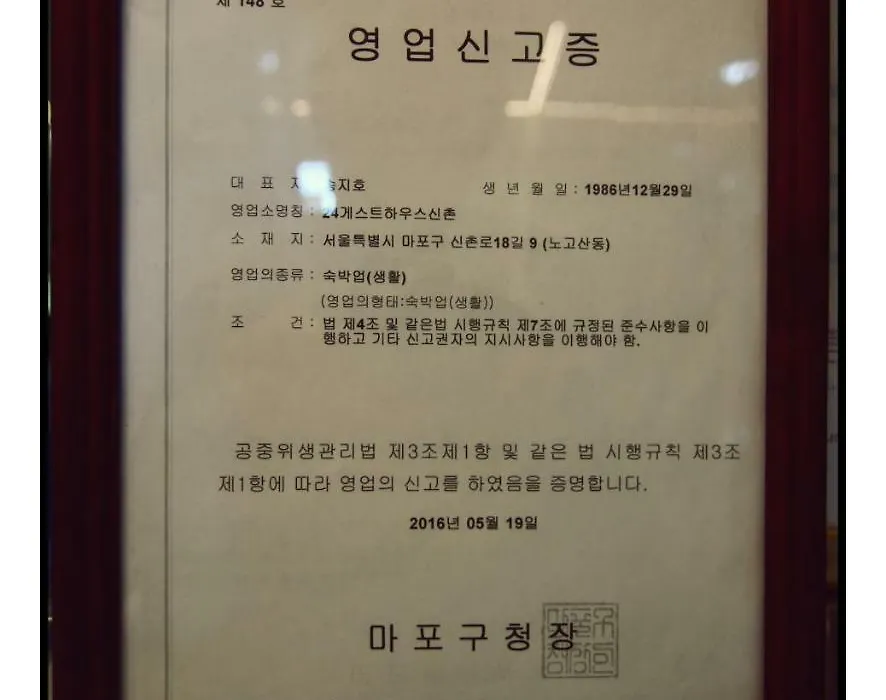 제 148 호
영업신고증
대 표 자 지호 생 년 월 일 : 1986년12월29일
영업소명칭 : 24게스트하우스신촌
소 재 지 : 서울특별시 마포구 신촌로18길 9 (노고산동)
영업의종류 : 숙박업(생활)
(영업의형태:숙박업(생활))
조 건 : 법 제4조 및 같은법 시행규칙 제7조에 규정된 준수사항을 이
행하고 기타 신고권자의 지시사항을 이행해야 함.
공중위생관리법 제3조제1항 및 같은 법 시행규칙 제3조
제1항에 따라 영업의 신고를 하였음을 증명합니다.
2016년 05월 19일
마 포 구 청 장